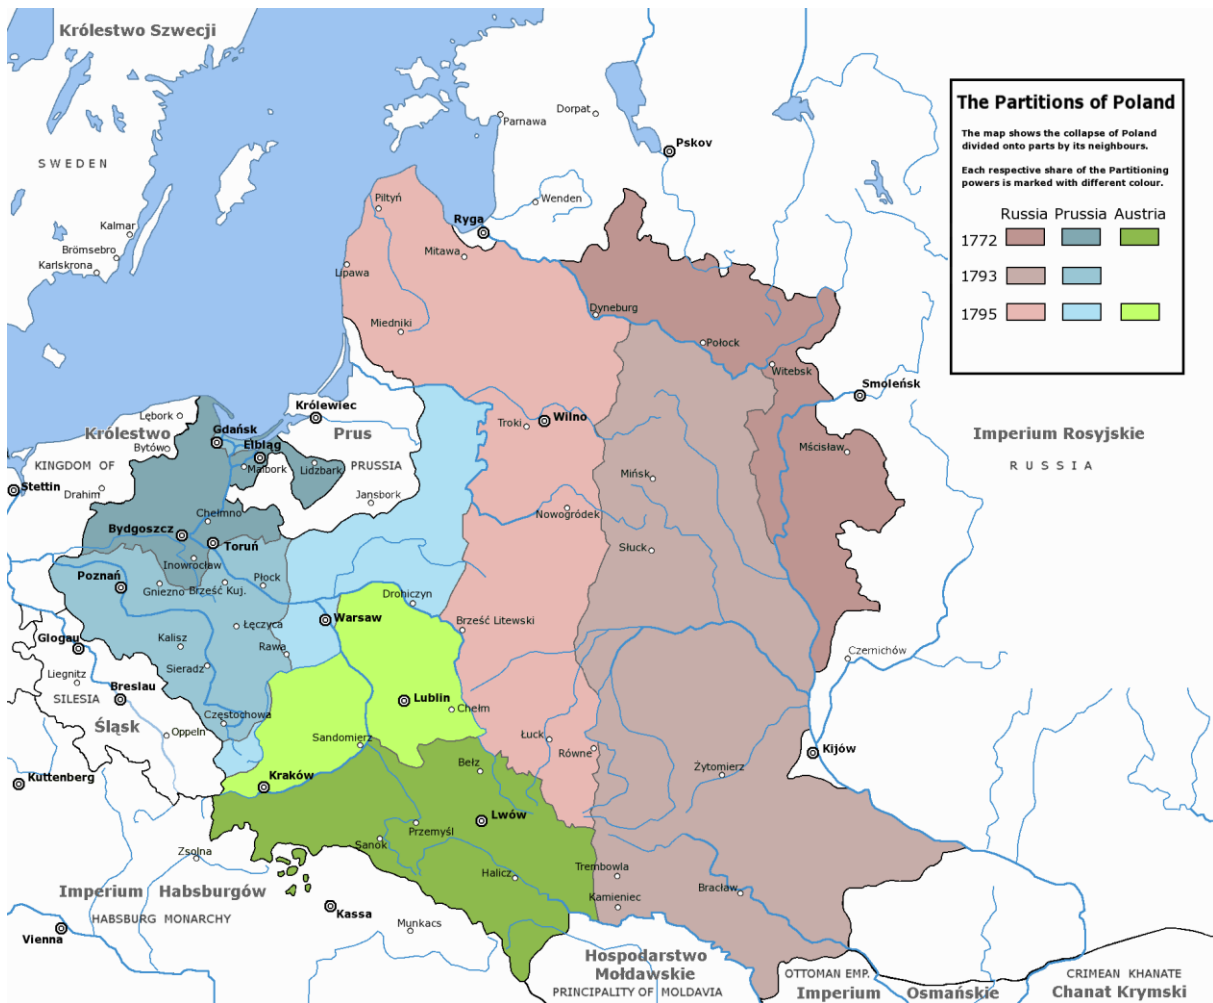 Królestwo Szwecji
SWEDEN
Kalmar
Brömsebro
Karlskrona
Parnawa
Dorpat
Pskov
Wenden
Ryga
Piltyń
Mitawa
Lipawa
Miedniki
Dyneburg
Połock
Witebsk
Smoleńsk
Mścisław
The Partitions of Poland
The map shows the collapse of Poland
divided onto parts by its neighbours.
Each respective share of the Partitioning
powers is marked with different colour.
Russia Prussia Austria
1772
1793
1795
Imperium Rosyjskie
RUSSIA
Lębork
Królestwo
Bytów
KINGDOM OF
Stettin
Drahim
Gdańsk
Elbląg
Malbork
Lidzbark
Królewiec
Prus
PRUSSIA
Jansbork
Troki
Wilno
Mińsk
Nowogródek
Słuck
Chełmno
Bydgoszcz
Toruń
Inowrocław
Poznań
Gniezno
Brześć Kuj.
Płock
Drohiczyn
Warsaw
Brześć Litewski
Glogau
Kalisz
Łęczyca
Rawa
Sieradz
Liegnitz
SILESIA
Breslau
Śląsk
Oppeln
Częstochowa
Lublin
Chełm
Sandomierz
Łuck
Równe
Czernichów
Kijów
Żytomierz
Kuttenberg
Kraków
Bełz
Lwów
Przemyśl
Sanok
Halicz
Trembowla
Kamieniec
Bracław
Zsolna
Imperium Habsburgów
HABSBURG MONARCHY
Vienna
Kassa
Munkacs
Hospodarstwo
Mołdawskie
PRINCIPALITY OF MOLDAVIA
OTTOMAN EMP.
Imperium Osmańskie
CRIMEAN KHANATE
Chanat Krymski